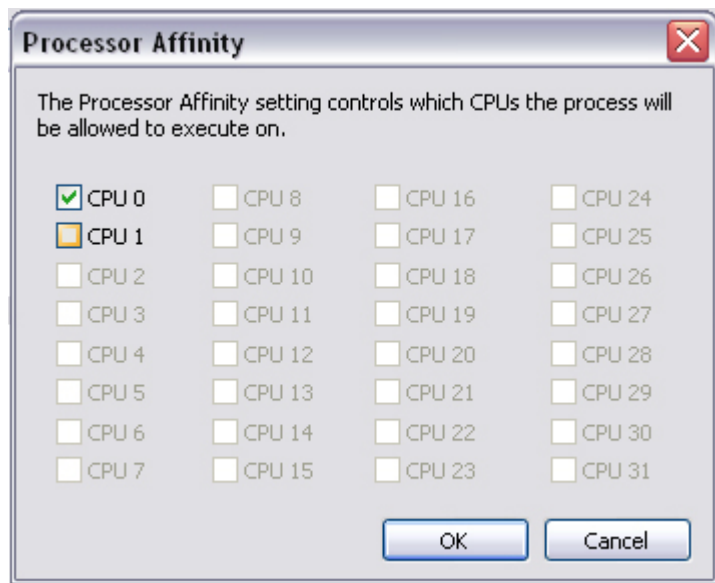 Processor Affinity
The Processor Affinity setting controls which CPUs the process will
be allowed to execute on.
CPU 0 CPU 8 CPU 16 CPU 24
CPU 1 CPU 9 CPU 17 CPU 25
CPU 2 CPU 10 CPU 18 CPU 26
CPU 3 CPU 11 CPU 19 CPU 27
CPU 4 CPU 12 CPU 20 CPU 28
CPU 5 CPU 13 CPU 21 CPU 29
CPU 6 CPU 14 CPU 22 CPU 30
CPU 7 CPU 15 CPU 23 CPU 31
OK Cancel